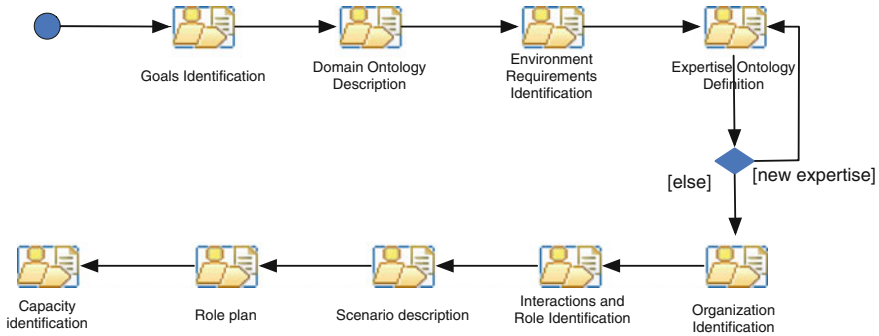 Goals Identification
Domain Ontology
Description
Environment
Requirements
Identification
Expertise Ontology
Definition
[else]
[new expertise]
Capacity
identification
Role plan
Scenario description
Interactions and
Role Identification
Organization
Identification